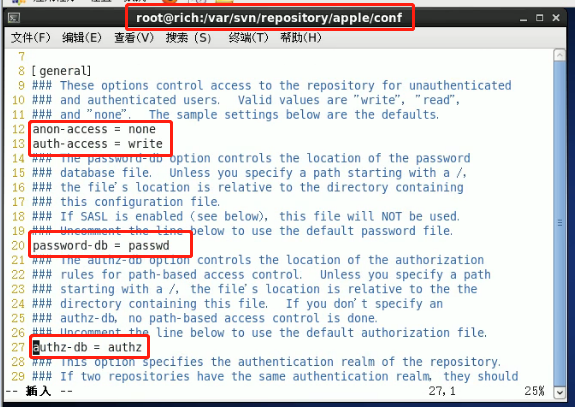 root@rich:/var/svn/repository/apple/conf
文件(F) 编辑(E) 查看(V) 搜索 (S) 终端(T) 帮助(H)
7
8 [general]
9 ### These options control access to the repository for unauthenticated
10 ### and authenticated users. Valid values are "write", "read",
11 ### and "none". The sample settings below are the defaults.
12 anon-access = none
13 auth-access = write
14 ### The password-db option controls the location of the password
15 ### database file. Unless you specify a path starting with a /,
16 ### the file's location is relative to the directory containing
17 ### this configuration file.
18 ### If SASL is enabled (see below), this file will NOT be used.
19 ### Uncomment the line below to use the default password file.
20 password-db = passwd
21 ### The authz-db option controls the location of the authorization
22 ### rules for path-based access control. Unless you specify a path
23 ### starting with a /, the file's location is relative to the the
24 ### directory containing this file. If you don't specify an
25 ### authz-db, no path-based access control is done.
26 ### Uncomment the line below to use the default authorization file.
27 authz-db = authz
28 ### This option specifies the authentication realm of the repository.
29 ### If two repositories have the same authentication realm, they should
-- 插入 -- 27,1 25%